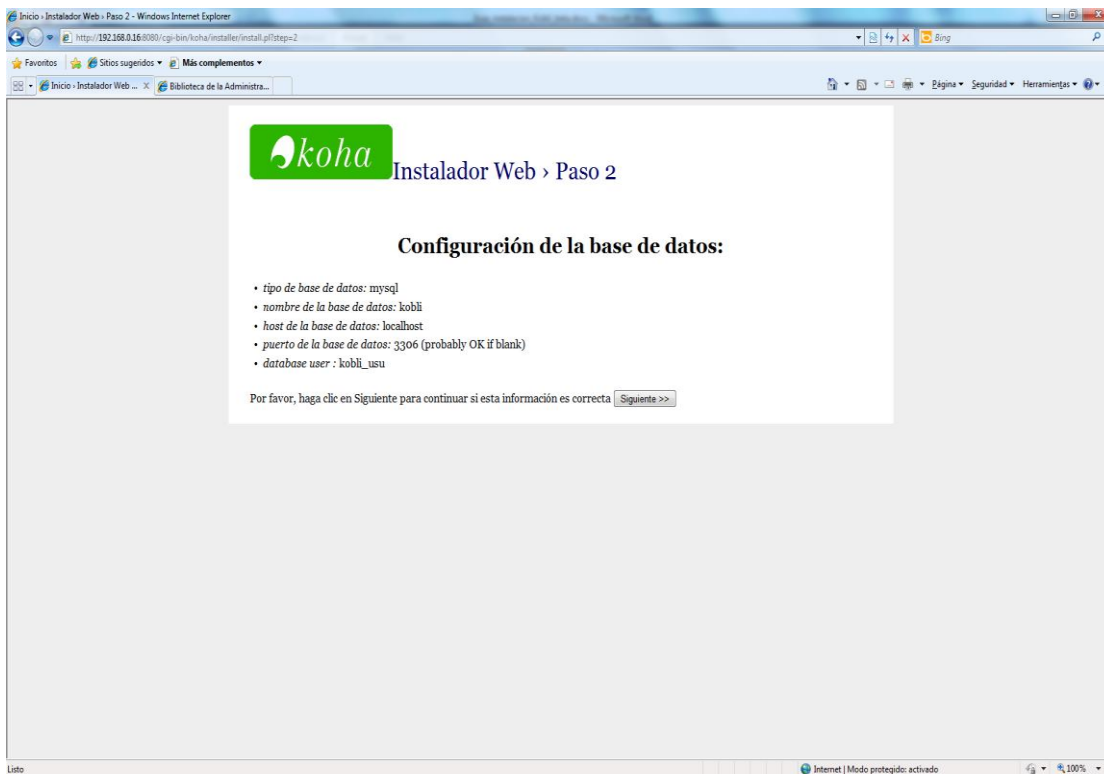 Inicio › Instalador Web › Paso 2 - Windows Internet Explorer
http://192.168.0.16:8080/cgi-bin/koha/installer/install.pl?step=2
Bing
Favoritos
Sitios sugeridos
Más complementos
Inicio › Instalador Web ...
X
Biblioteca de la Administra...
Página
Seguridad
Herramientas
koha
Instalador Web › Paso 2
Configuración de la base de datos:
• tipo de base de datos: mysql
• nombre de la base de datos: kobli
• host de la base de datos: localhost
• puerto de la base de datos: 3306 (probably OK if blank)
• database user : kobli_usu
Por favor, haga clic en Siguiente para continuar si esta información es correcta Siguiente >>
Listo
Internet | Modo protegido: activado
100%